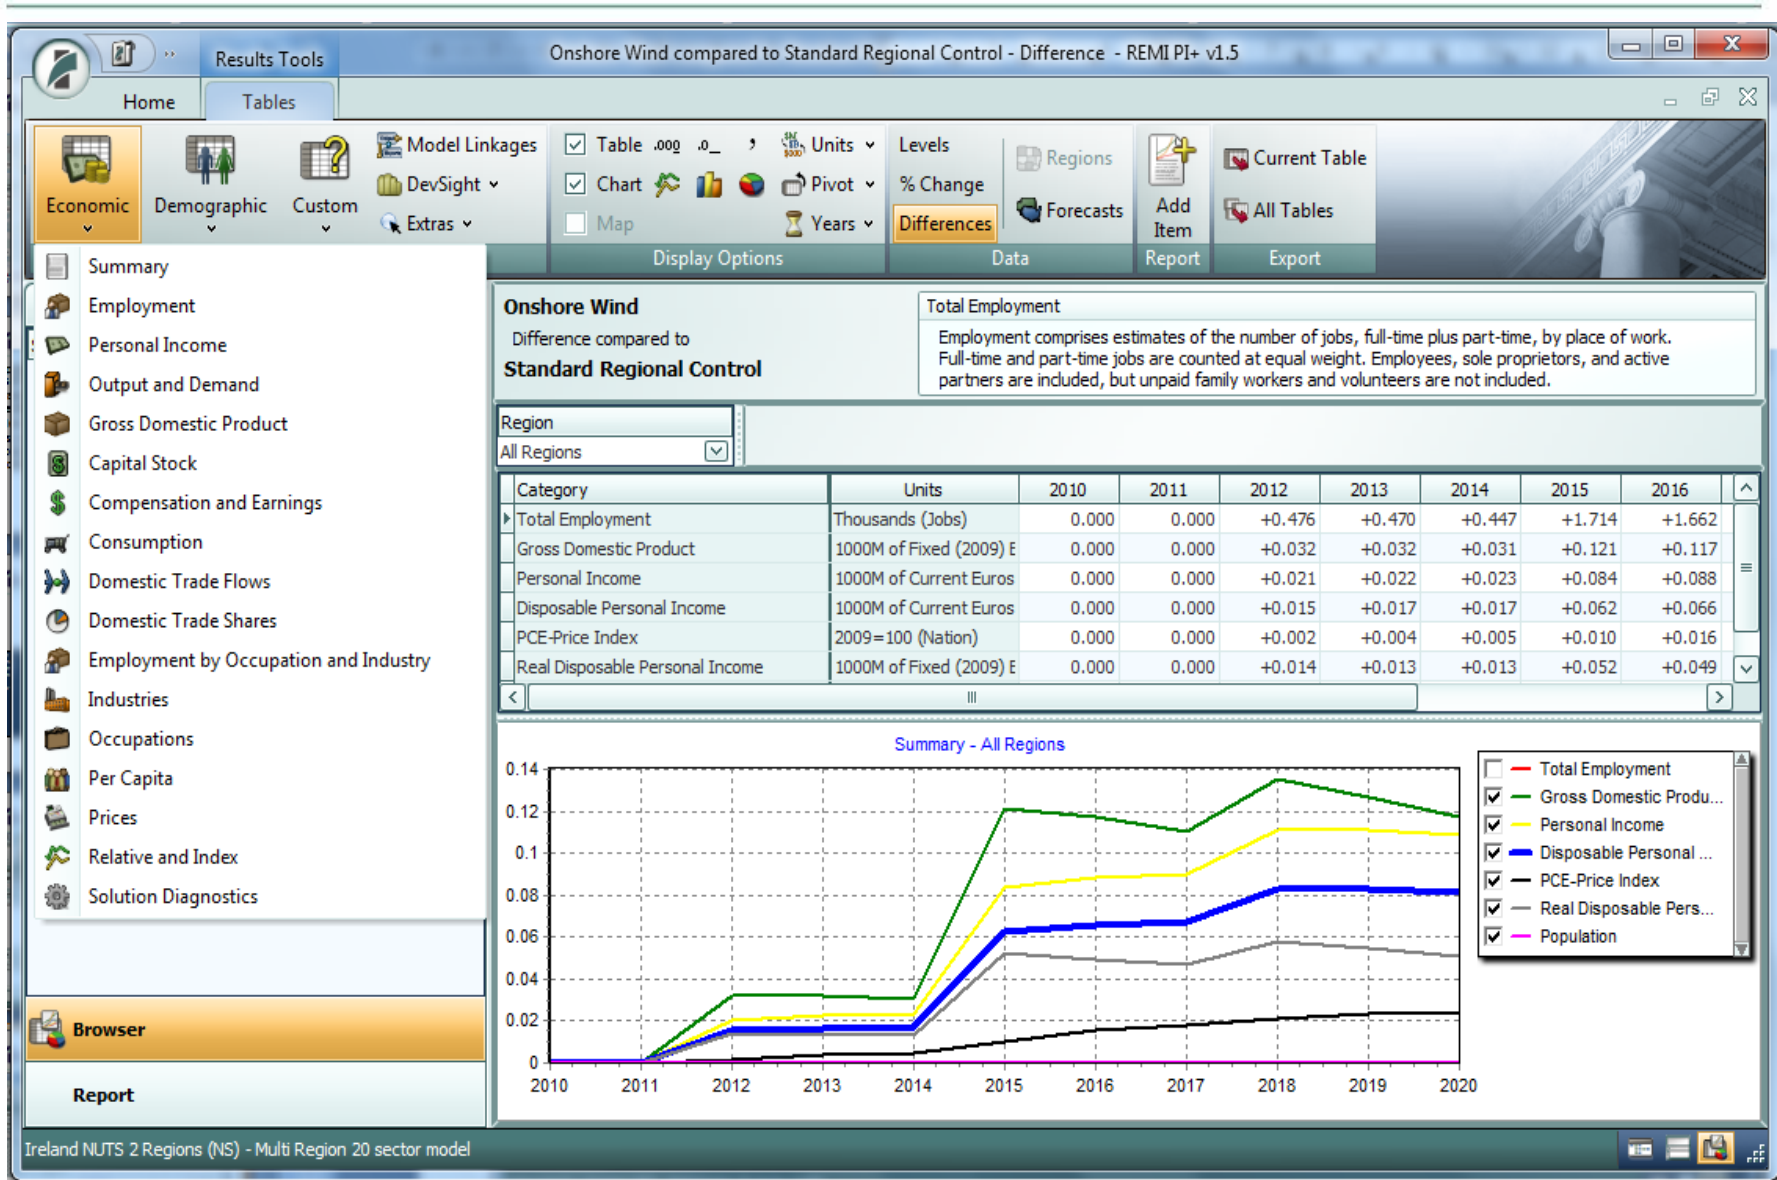 Results Tools
Onshore Wind compared to Standard Regional Control - Difference - REMI PI+ v1.5
Home
Tables
Economic
Demographic
Custom
Model Linkages
DevSight
Extras
Table .000 .0_ ,
Chart
Map
Units
Pivot
Years
Display Options
Levels
% Change
Differences
Regions
Forecasts
Data
Add
Item
Report
Current Table
All Tables
Export
Summary
Employment
Personal Income
Output and Demand
Gross Domestic Product
Capital Stock
Compensation and Earnings
Consumption
Domestic Trade Flows
Domestic Trade Shares
Employment by Occupation and Industry
Industries
Occupations
Per Capita
Prices
Relative and Index
Solution Diagnostics
Browser
Report
Onshore Wind
Difference compared to
Standard Regional Control
Total Employment
Employment comprises estimates of the number of jobs, full-time plus part-time, by place of work.
Full-time and part-time jobs are counted at equal weight. Employees, sole proprietors, and active
partners are included, but unpaid family workers and volunteers are not included.
Region
All Regions
Category Units 2010 2011 2012 2013 2014 2015 2016
Total Employment Thousands (Jobs) 0.000 0.000 +0.476 +0.470 +0.447 +1.714 +1.662
Gross Domestic Product 1000M of Fixed (2009) E 0.000 0.000 +0.032 +0.032 +0.031 +0.121 +0.117
Personal Income 1000M of Current Euros 0.000 0.000 +0.021 +0.022 +0.023 +0.084 +0.088
Disposable Personal Income 1000M of Current Euros 0.000 0.000 +0.015 +0.017 +0.017 +0.062 +0.066
PCE-Price Index 2009=100 (Nation) 0.000 0.000 +0.002 +0.004 +0.005 +0.010 +0.016
Real Disposable Personal Income 1000M of Fixed (2009) E 0.000 0.000 +0.014 +0.013 +0.013 +0.052 +0.049
Summary - All Regions
0.14
0.12
0.1
0.08
0.06
0.04
0.02
0
2010 2011 2012 2013 2014 2015 2016 2017 2018 2019 2020
Total Employment
Gross Domestic Produ...
Personal Income
Disposable Personal ...
PCE-Price Index
Real Disposable Pers...
Population
Ireland NUTS 2 Regions (NS) - Multi Region 20 sector model